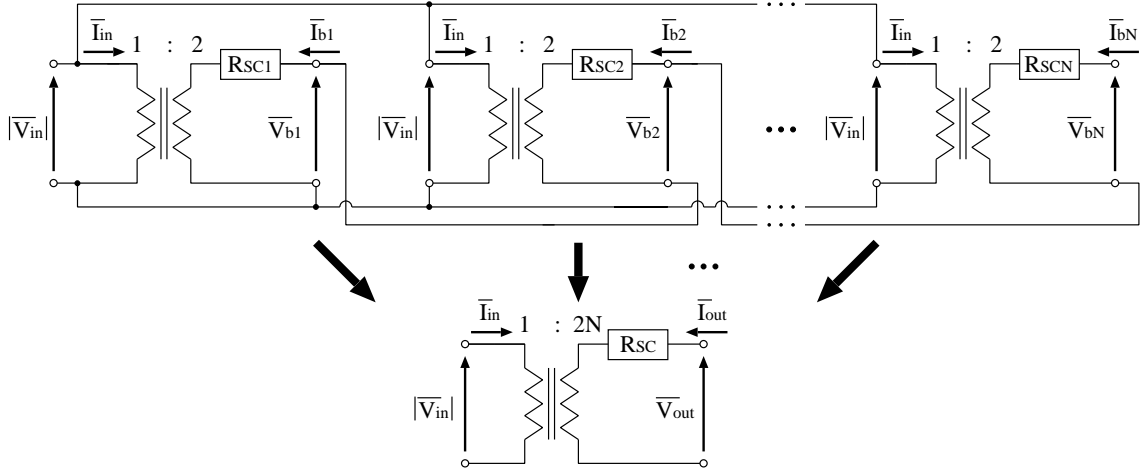 I̅in 1 : 2 I̅b1 I̅in 1 : 2 I̅b2 ... I̅in 1 : 2 I̅bN
RSC1 RSC2 RSCN
|V̅in| V̅b1 |V̅in| V̅b2 ... |V̅in| V̅bN
...
...
I̅in 1 : 2N I̅out
RSC
|V̅in| V̅out